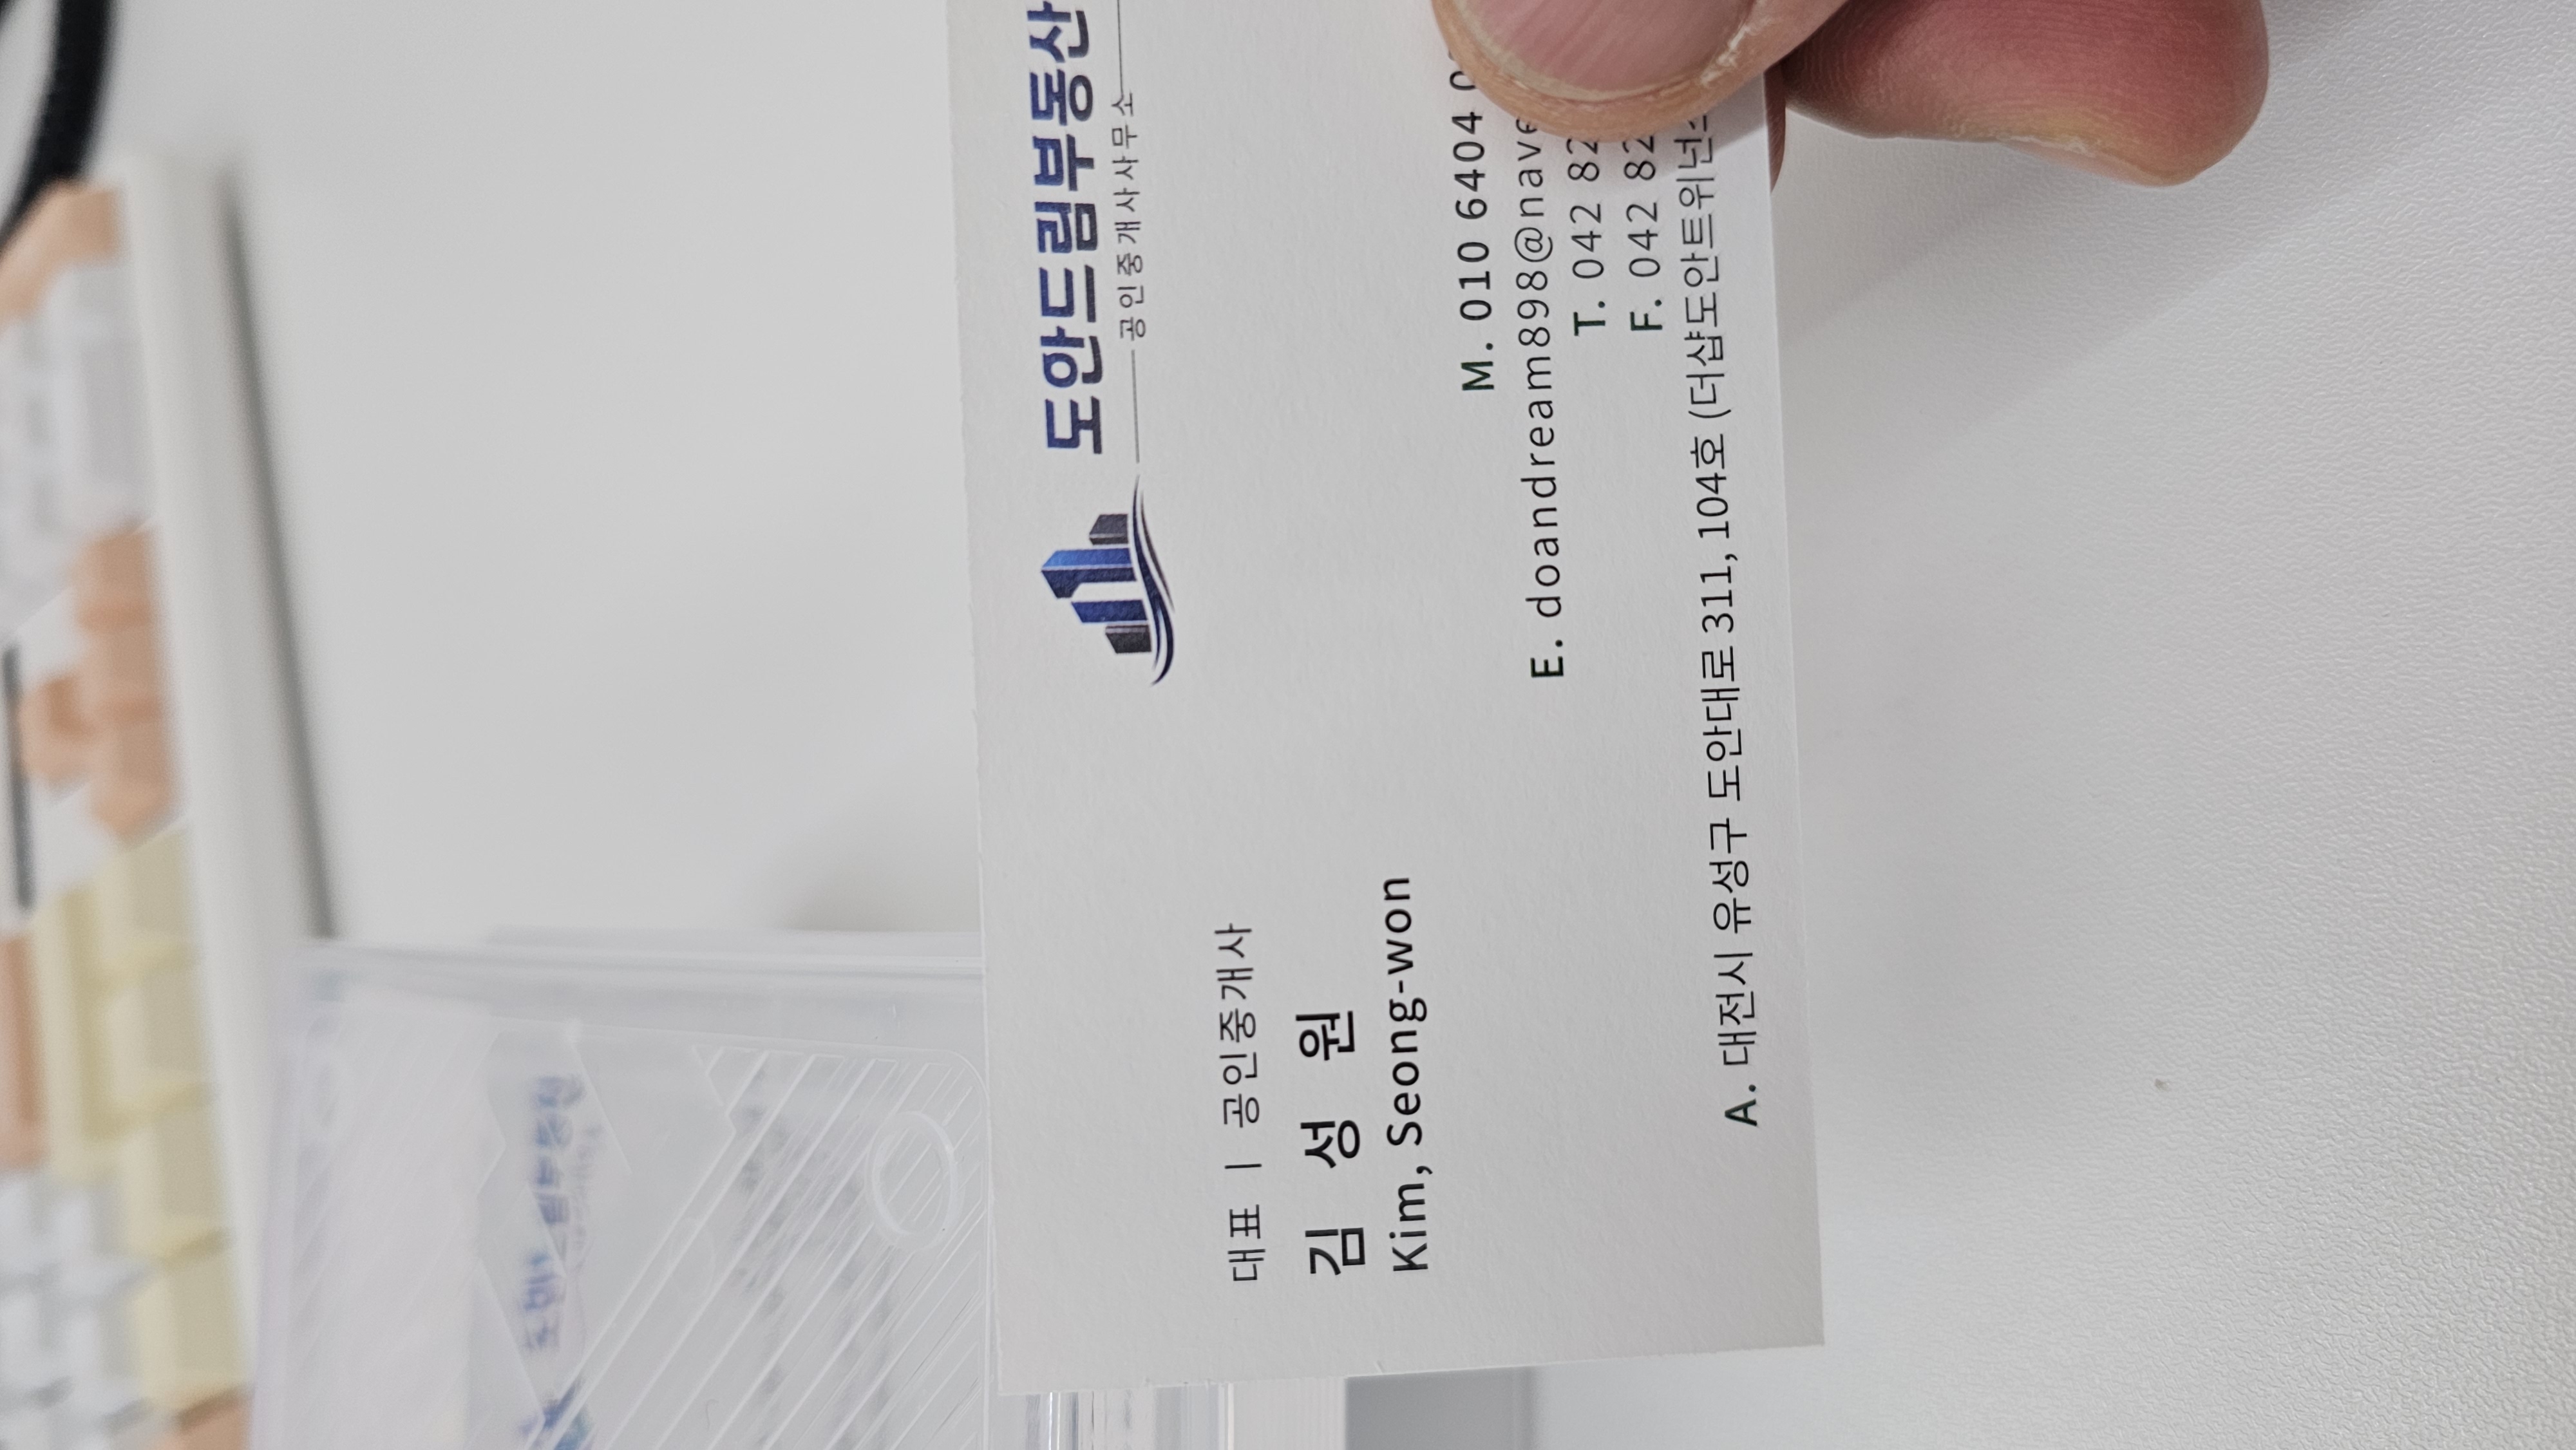 도안드림부동산
공인중개사사무소
대표 | 공인중개사
김 성 원
Kim, Seong-won
M. 010 6404
E. doandream898@nave
T. 042 82
F. 042 82
A. 대전시 유성구 도안대로 311, 104호 (더샵도안트위넌